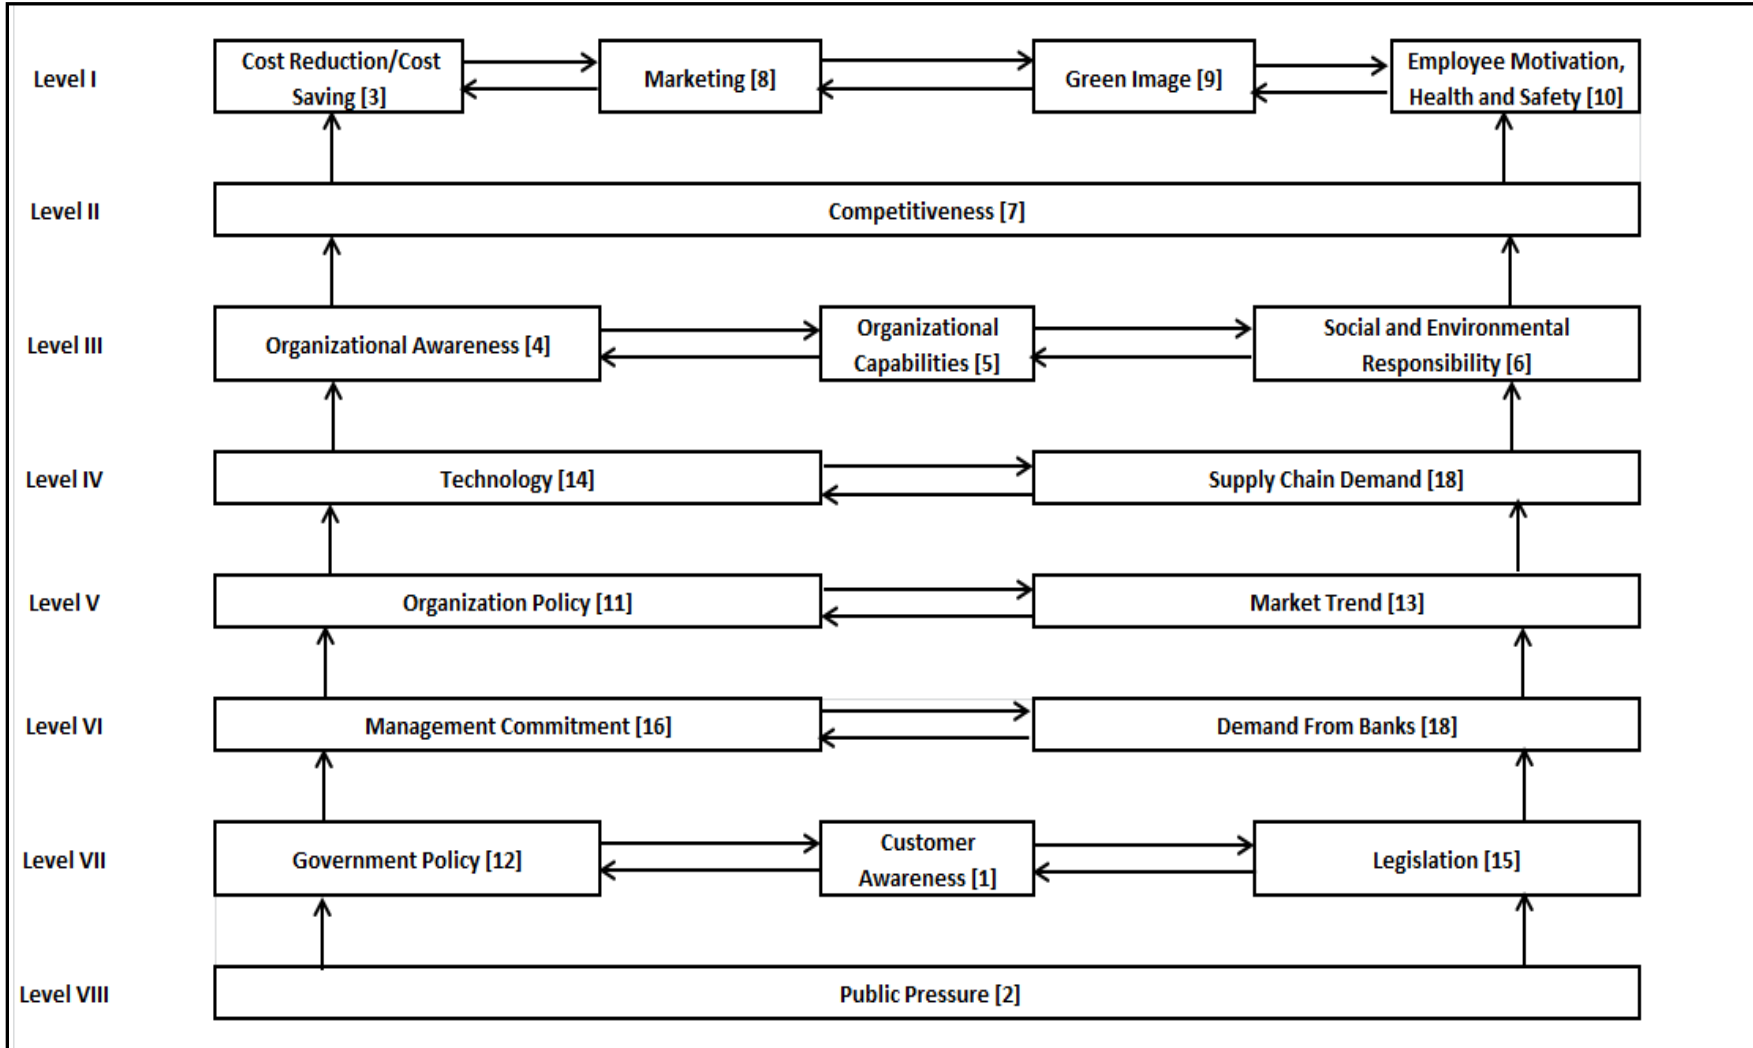 Level I
Cost Reduction/Cost
Saving [3]
Marketing [8]
Green Image [9]
Employee Motivation,
Health and Safety [10]
Level II
Competitiveness [7]
Level III
Organizational Awareness [4]
Organizational
Capabilities [5]
Social and Environmental
Responsibility [6]
Level IV
Technology [14]
Supply Chain Demand [18]
Level V
Organization Policy [11]
Market Trend [13]
Level VI
Management Commitment [16]
Demand From Banks [18]
Level VII
Government Policy [12]
Customer
Awareness [1]
Legislation [15]
Level VIII
Public Pressure [2]